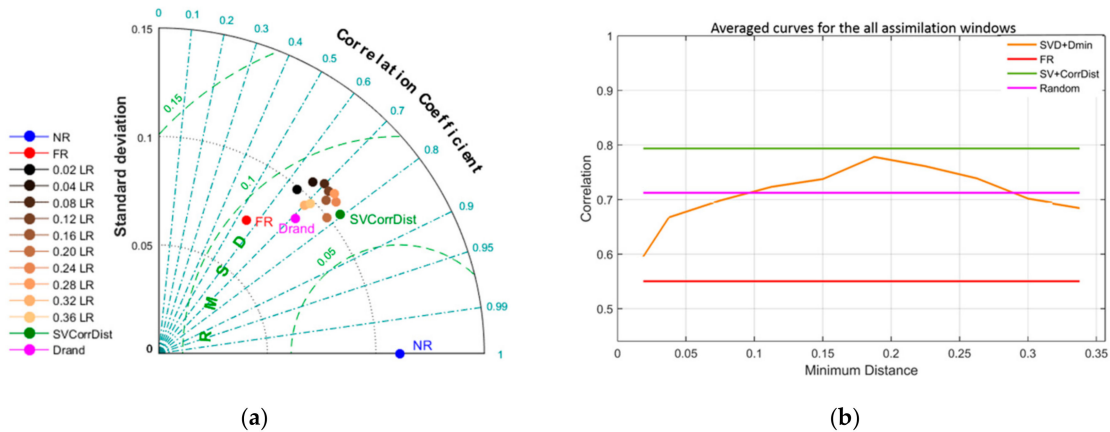 0.15
0.1
0.05
0
Standard deviation
0
0.1
0.2
0.3
0.4
0.5
0.6
0.7
0.8
0.9
0.95
0.99
1
Correlation Coefficient
0.15
0.1
0.05
RMSD
FR
Drand
SVCorrDist
NR
NR
FR
0.02 LR
0.04 LR
0.08 LR
0.12 LR
0.16 LR
0.20 LR
0.24 LR
0.28 LR
0.32 LR
0.36 LR
SVCorrDist
Drand
(a)
Averaged curves for the all assimilation windows
SVD+Dmin
FR
SV+CorrDist
Random
1
0.9
0.8
0.7
0.6
0.5
Correlation
0
0.05
0.1
0.15
0.2
0.25
0.3
0.35
Minimum Distance
(b)